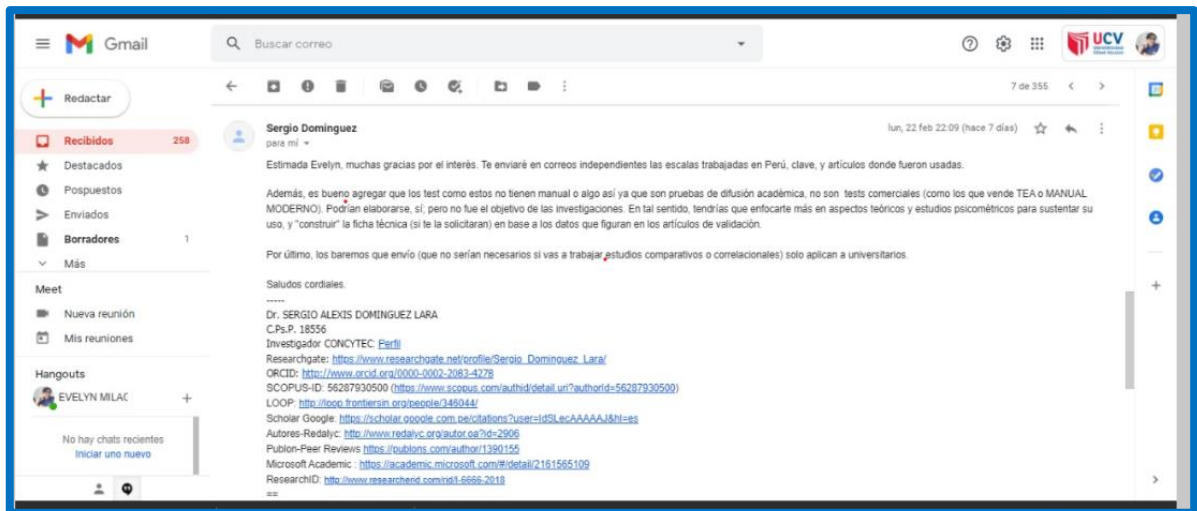 Gmail
Buscar correo
UCV
Redactar
7 de 355
Recibidos 258
Destacados
Pospuestos
Enviados
Borradores 1
Más
Meet
Nueva reunión
Mis reuniones
Hangouts
EVELYN MILAC
No hay chats recientes
Iniciar uno nuevo
Sergio Dominguez
lun, 22 feb 22:09 (hace 7 días)
para mí
Estimada Evelyn, muchas gracias por el interés. Te enviaré en correos independientes las escalas trabajadas en Perú, clave, y artículos donde fueron usadas.
Además, es bueno agregar que los test como estos no tienen manual o algo así ya que son pruebas de difusión académica, no son tests comerciales (como los que vende TEA o MANUAL
MODERNO). Podrían elaborarse, sí; pero no fue el objetivo de las investigaciones. En tal sentido, tendrías que enfocarte más en aspectos teóricos y estudios psicométricos para sustentar su
uso, y "construir" la ficha técnica (si te la solicitaran) en base a los datos que figuran en los artículos de validación.
Por último, los baremos que envío (que no serían necesarios si vas a trabajar estudios comparativos o correlacionales) solo aplican a universitarios.
Saludos cordiales.
-----
Dr. SERGIO ALEXIS DOMINGUEZ LARA
C.Ps.P. 18556
Investigador CONCYTEC: Perfil
Researchgate: https://www.researchgate.net/profile/Sergio_Dominguez_Lara/
ORCID: http://www.orcid.org/0000-0002-2083-4278
SCOPUS-ID: 56287930500 (https://www.scopus.com/authid/detail.uri?authorId=56287930500)
LOOP: http://loop.frontiersin.org/people/346044/
Scholar Google: https://scholar.google.com.pe/citations?user=IdSLecAAAAAJ&hl=es
Autores-Redalyc: http://www.redalyc.org/autor.oa?id=2906
Publon-Peer Reviews https://publons.com/author/1390155
Microsoft Academic : https://academic.microsoft.com/#/detail/2161565109
ResearchID: http://www.researcherid.com/rid/I-6666-2018
==